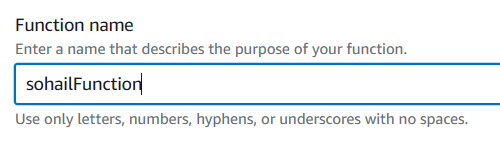 Function name
Enter a name that describes the purpose of your function.
sohailFunction
Use only letters, numbers, hyphens, or underscores with no spaces.